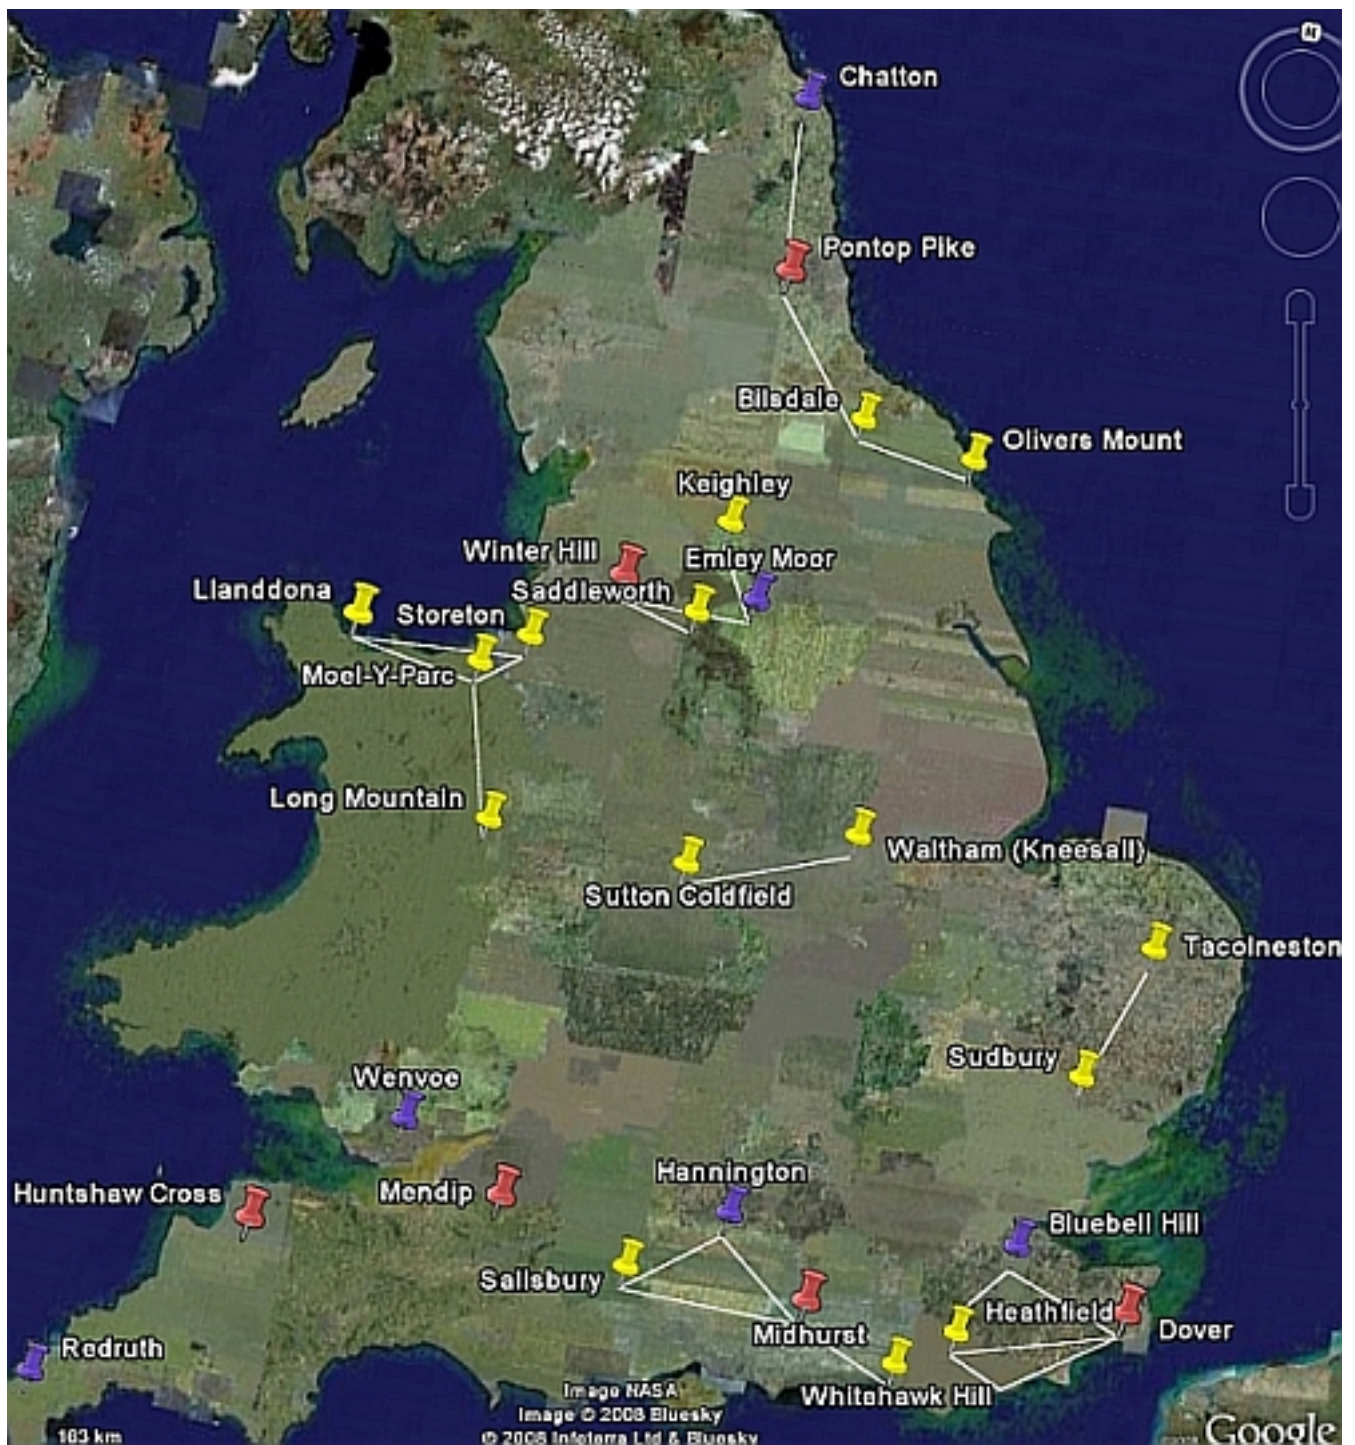 Chatton
Pontop Pike
Bilsdale
Olivers Mount
Keighley
Winter Hill
Emley Moor
Llanddona
Saddleworth
Storeton
Moel-Y-Parc
Long Mountain
Waltham (Kneesall)
Sutton Coldfield
Tacolneston
Sudbury
Wenvoe
Hannington
Huntshaw Cross
Mendip
Bluebell Hill
Salisbury
Heathfield
Midhurst
Dover
Redruth
Whitehawk Hill
Image NASA
Image © 2008 Bluesky
© 2008 Infoterra Ltd & Bluesky
163 km
Google